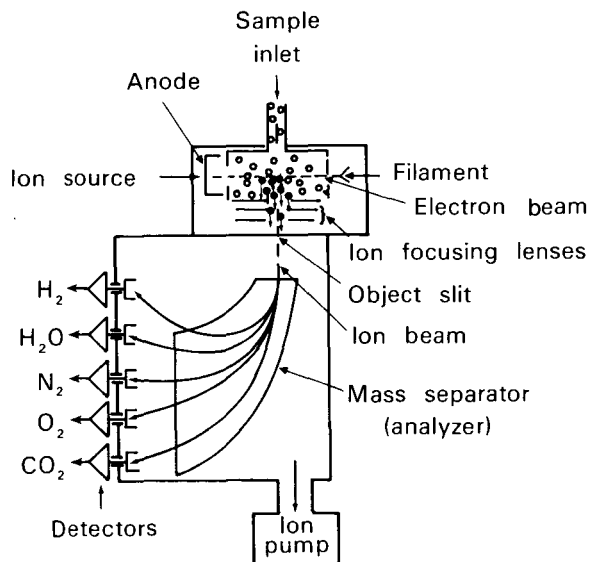 Sample
inlet
Anode
Ion source
Filament
Electron beam
Ion focusing lenses
Object slit
Ion beam
Mass separator
(analyzer)
H₂
H₂O
N₂
O₂
CO₂
Detectors
Ion
pump